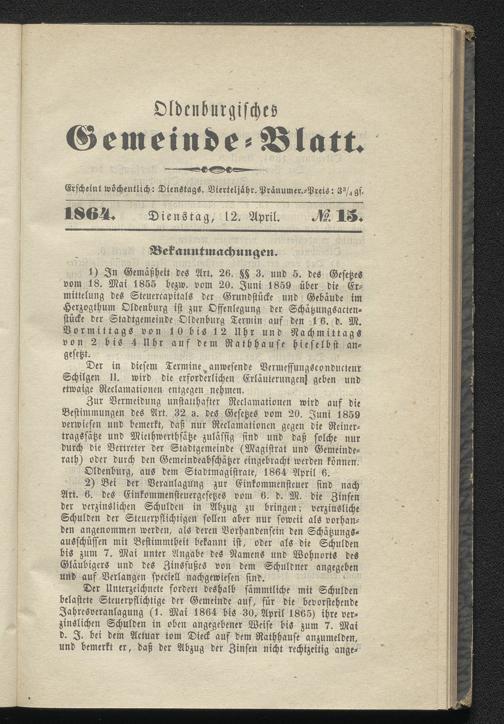 Oldenburgisches
Gemeinde-Blatt.
Erscheint wöchentlich: Dienstags. Vierteljähr. Pränumer.-Preis: 3¾ gs.
1864. Dienstag, 12. April. № 15.
Bekanntmachungen.
1) In Gemäßheit des Art. 26. §§ 3. und 5. des Gesetzes
vom 18. Mai 1855 bezw. vom 20. Juni 1859 über die Er-
mittelung des Steuercapitals der Grundstücke und Gebäude im
Herzogthum Oldenburg ist zur Offenlegung der Schätzungsacten-
stücke der Stadtgemeinde Oldenburg Termin auf den 16. d. M.
Vormittags von 10 bis 12 Uhr und Nachmittags
von 2 bis 4 Uhr auf dem Rathhause hieselbst an-
gesetzt.
Der in diesem Termine anwesende Vermessungsconducteur
Schilgen II. wird die erforderlichen Erläuterungen geben und
etwaige Reclamationen entgegen nehmen.
Zur Vermeidung unstatthafter Reclamationen wird auf die
Bestimmungen des Art. 32 a. des Gesetzes vom 20. Juni 1859
verwiesen und bemerkt, daß nur Reclamationen gegen die Reiner-
tragssätze und Miethwerthsätze zulässig sind und daß solche nur
durch die Vertreter der Stadtgemeinde (Magistrat und Gemeinde-
rath) oder durch den Gemeindeabschätzer eingebracht werden können.
Oldenburg, aus dem Stadtmagistrate, 1864 April 6.
2) Bei der Veranlagung zur Einkommensteuer sind nach
Art. 6. des Einkommensteuergesetzes vom 6. d. M. die Zinsen
der verzinslichen Schulden in Abzug zu bringen; verzinsliche
Schulden der Steuerpflichtigen sollen aber nur soweit als vorhan-
den angenommen werden, als deren Vorhandensein den Schätzungs-
ausschüssen mit Bestimmtheit bekannt ist, oder als die Schulden
bis zum 7. Mai unter Angabe des Namens und Wohnorts des
Gläubigers und des Zinsfußes von dem Schuldner angegeben
und auf Verlangen speciell nachgewiesen sind.
Der Unterzeichnete fordert deshalb sämmtliche mit Schulden
belastete Steuerpflichtige der Gemeinde auf, für die bevorstehende
Jahresveranlagung (1. Mai 1864 bis 30. April 1865) ihre ver-
zinslichen Schulden in oben angegebener Weise bis zum 7. Mai
d. J. bei dem Actuar tom Dieck auf dem Rathhause anzumelden,
und bemerkt er, daß der Abzug der Zinsen nicht rechtzeitig ange-